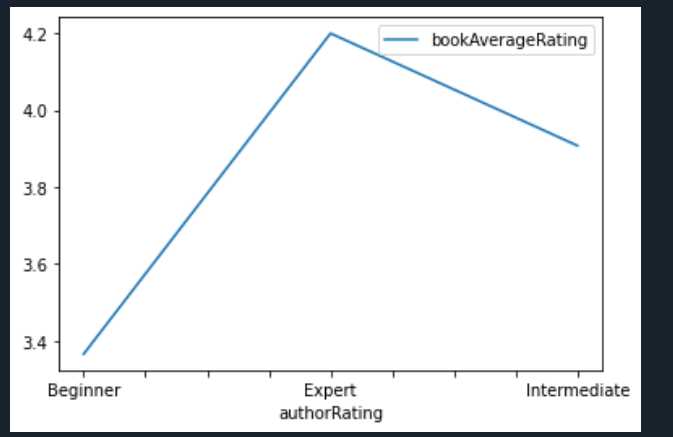 4.2
bookAverageRating
4.0
3.8
3.6
3.4
Beginner Expert Intermediate
authorRating